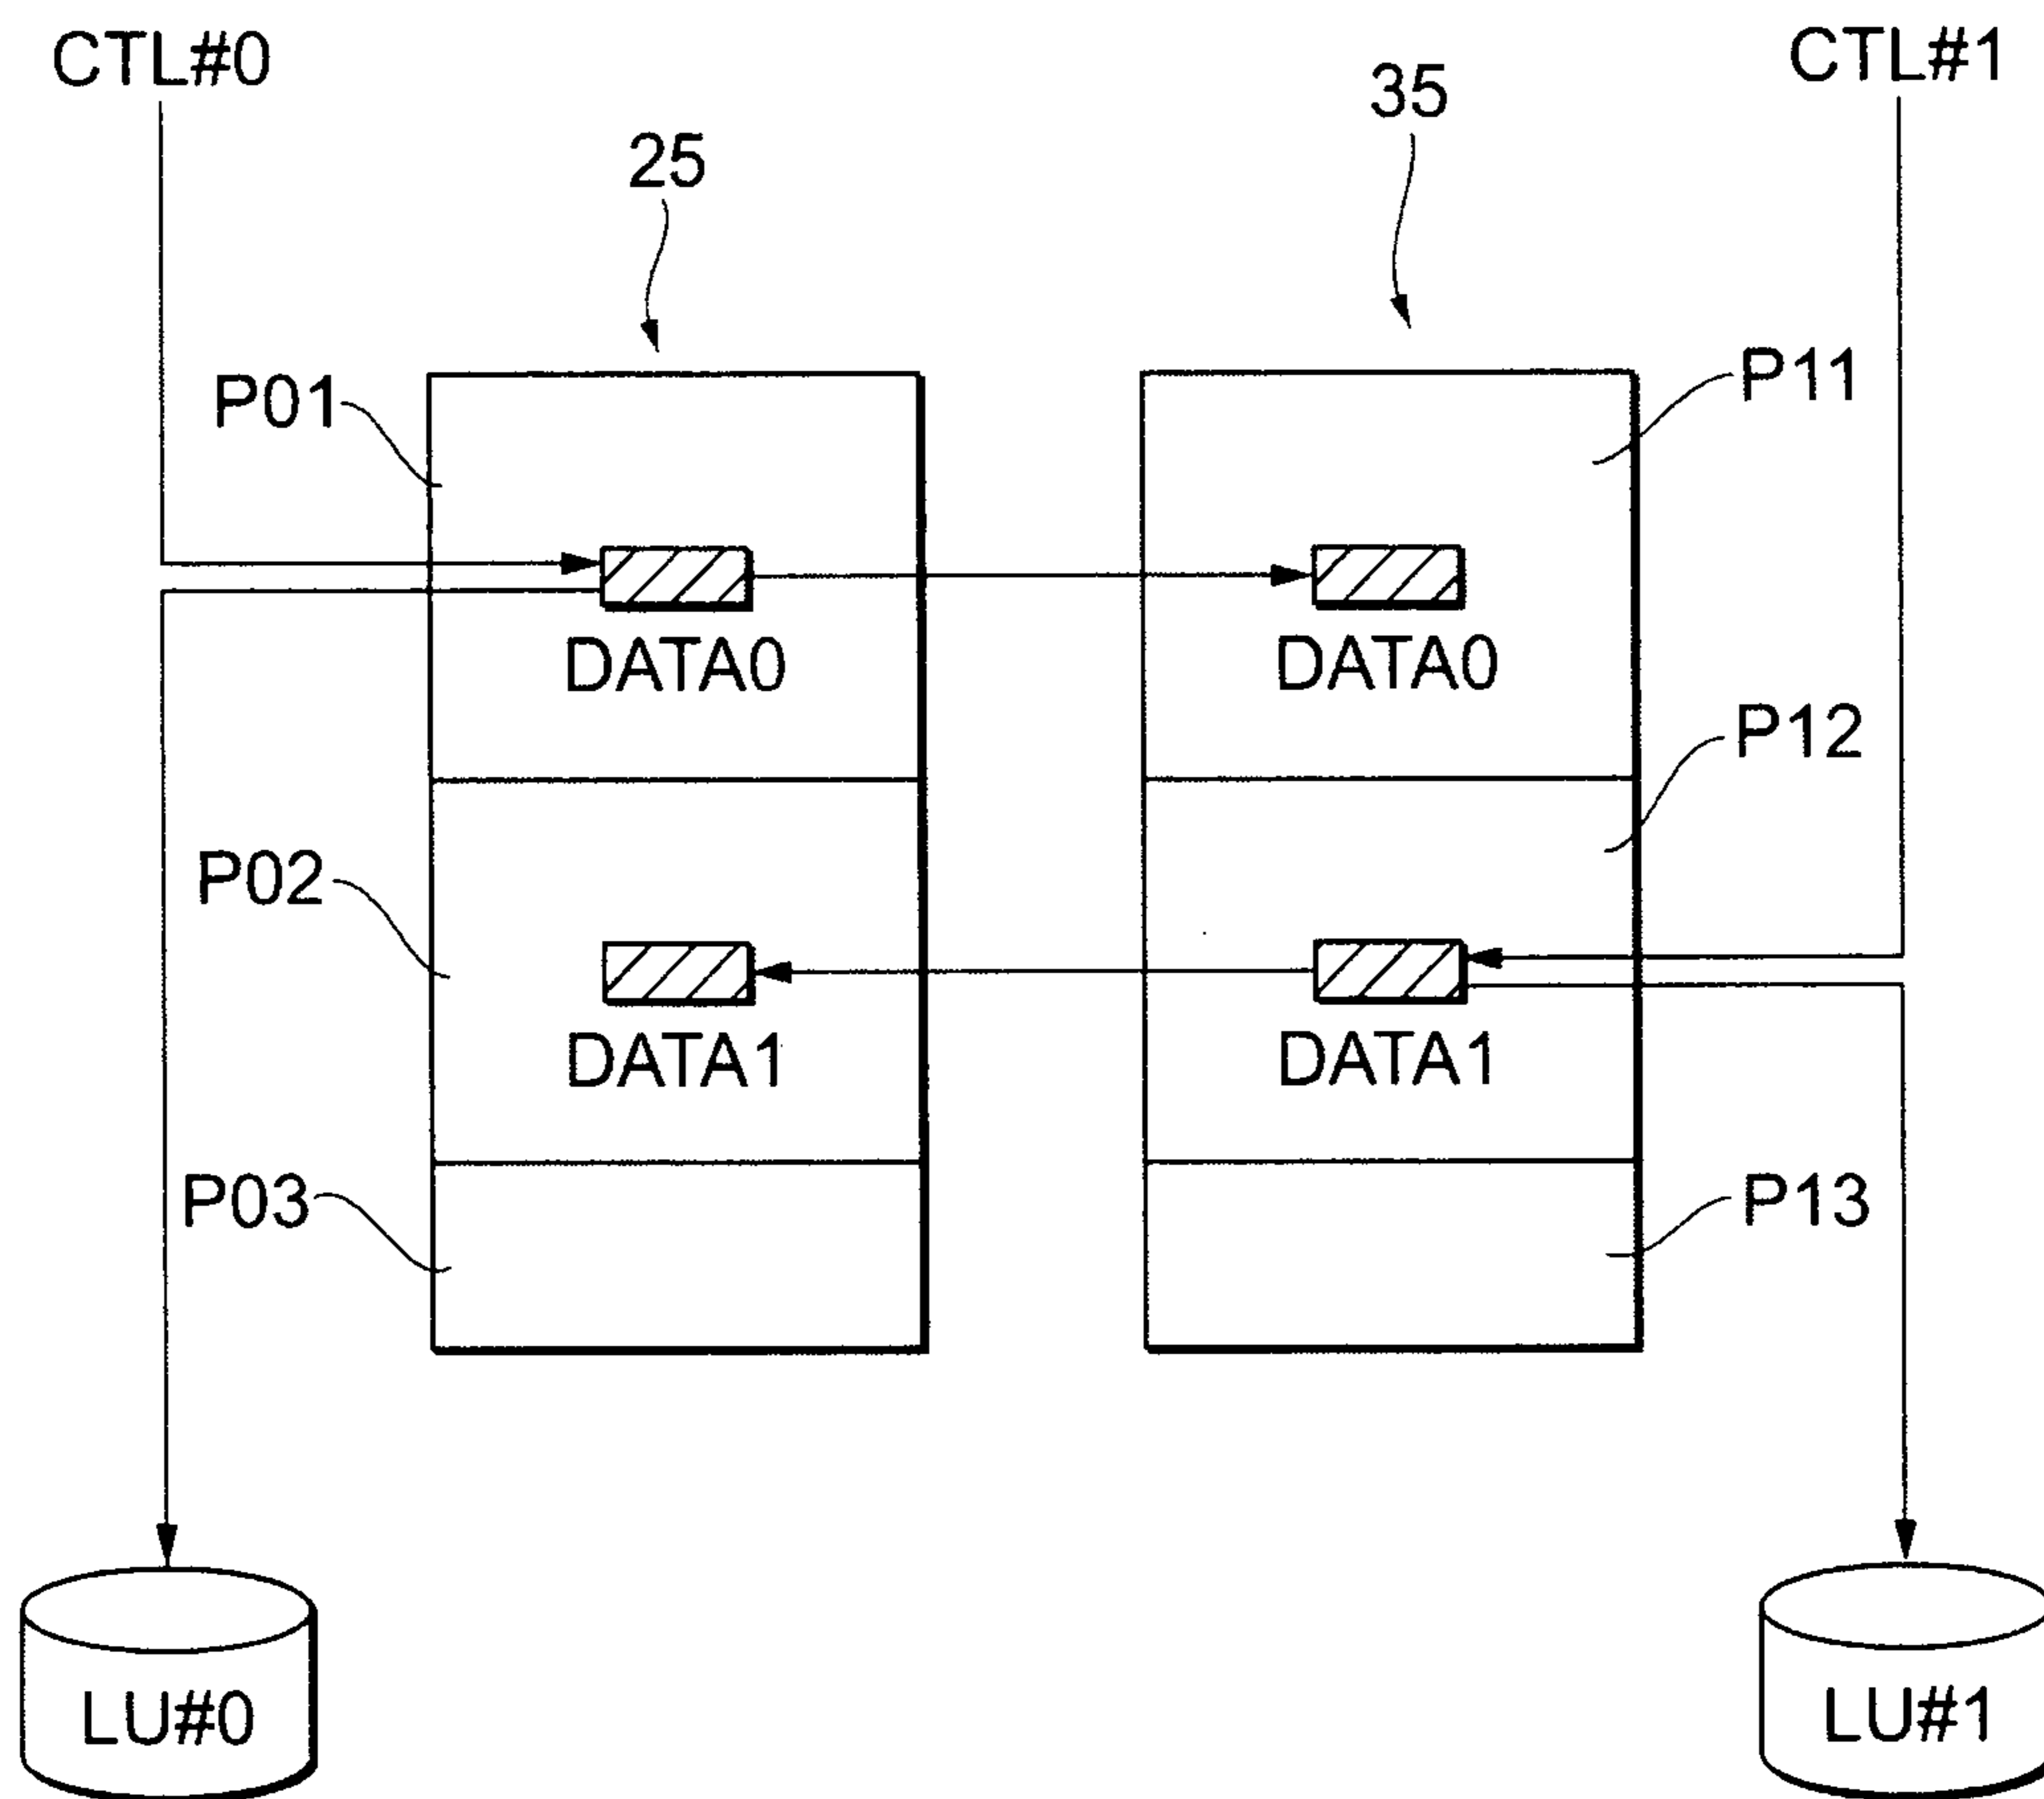 CTL#0
CTL#1
35
25
P01
P11
DATA0
DATA0
P12
P02
DATA1
DATA1
P03
P13
LU#0
LU#1